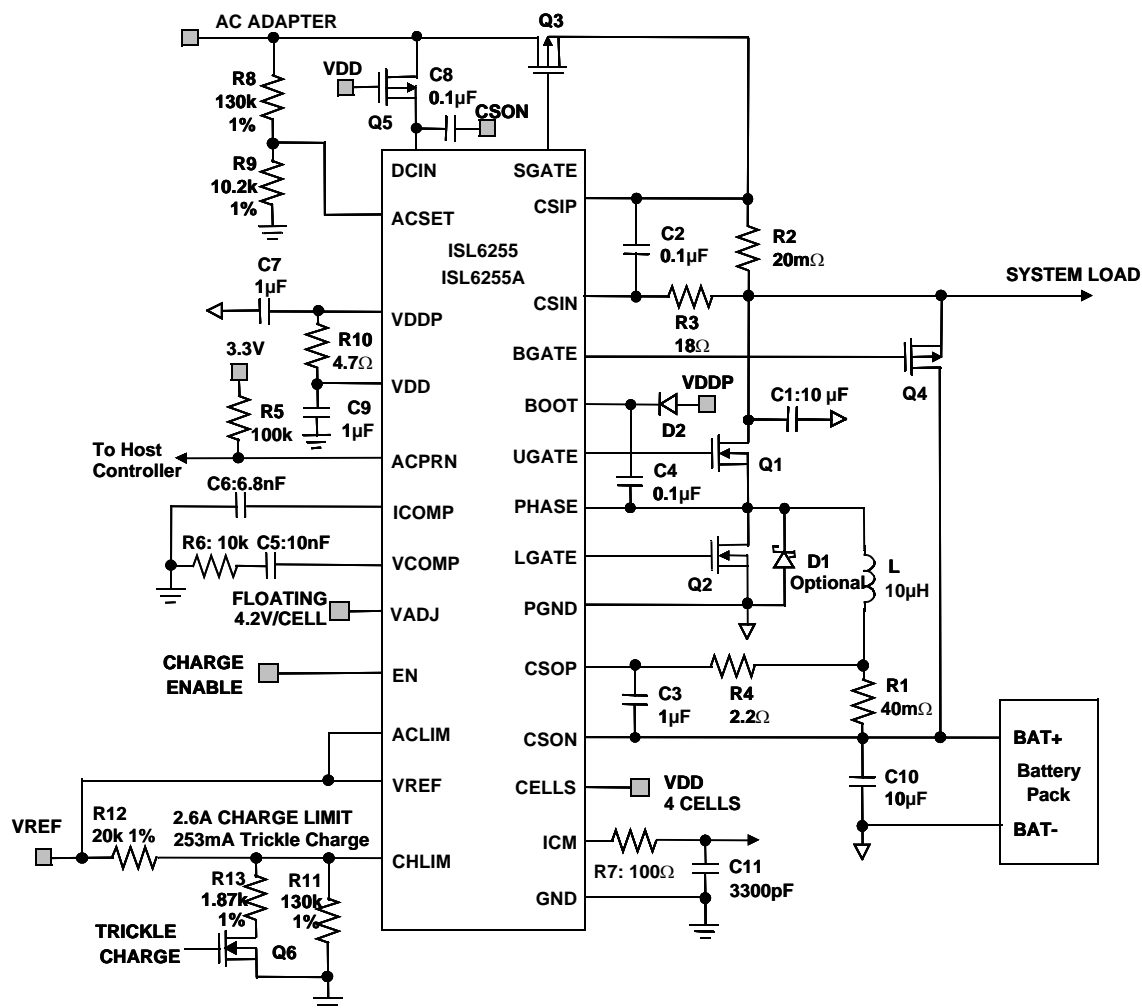 AC ADAPTER
Q3
R8
130k
1%
VDD
Q5
C8
0.1µF
CSON
R9
10.2k
1%
DCIN
SGATE
CSIP
ACSET
ISL6255
ISL6255A
C2
0.1µF
R2
20mΩ
SYSTEM LOAD
C7
1µF
CSIN
R3
18Ω
VDDP
R10
4.7Ω
3.3V
BGATE
Q4
VDD
C9
1µF
BOOT
D2
VDDP
C1:10 µF
R5
100k
To Host
Controller
ACPRN
UGATE
Q1
C4
0.1µF
C6:6.8nF
ICOMP
PHASE
R6: 10k
C5:10nF
VCOMP
LGATE
Q2
D1
Optional
L
10µH
FLOATING
4.2V/CELL
VADJ
PGND
CHARGE
ENABLE
EN
CSOP
C3
1µF
R4
2.2Ω
R1
40mΩ
ACLIM
CSON
BAT+
Battery
Pack
BAT-
VREF
CELLS
VDD
4 CELLS
C10
10µF
VREF
R12
20k 1%
2.6A CHARGE LIMIT
253mA Trickle Charge
CHLIM
ICM
R7: 100Ω
C11
3300pF
R13
1.87k
1%
R11
130k
1%
GND
TRICKLE
CHARGE
Q6